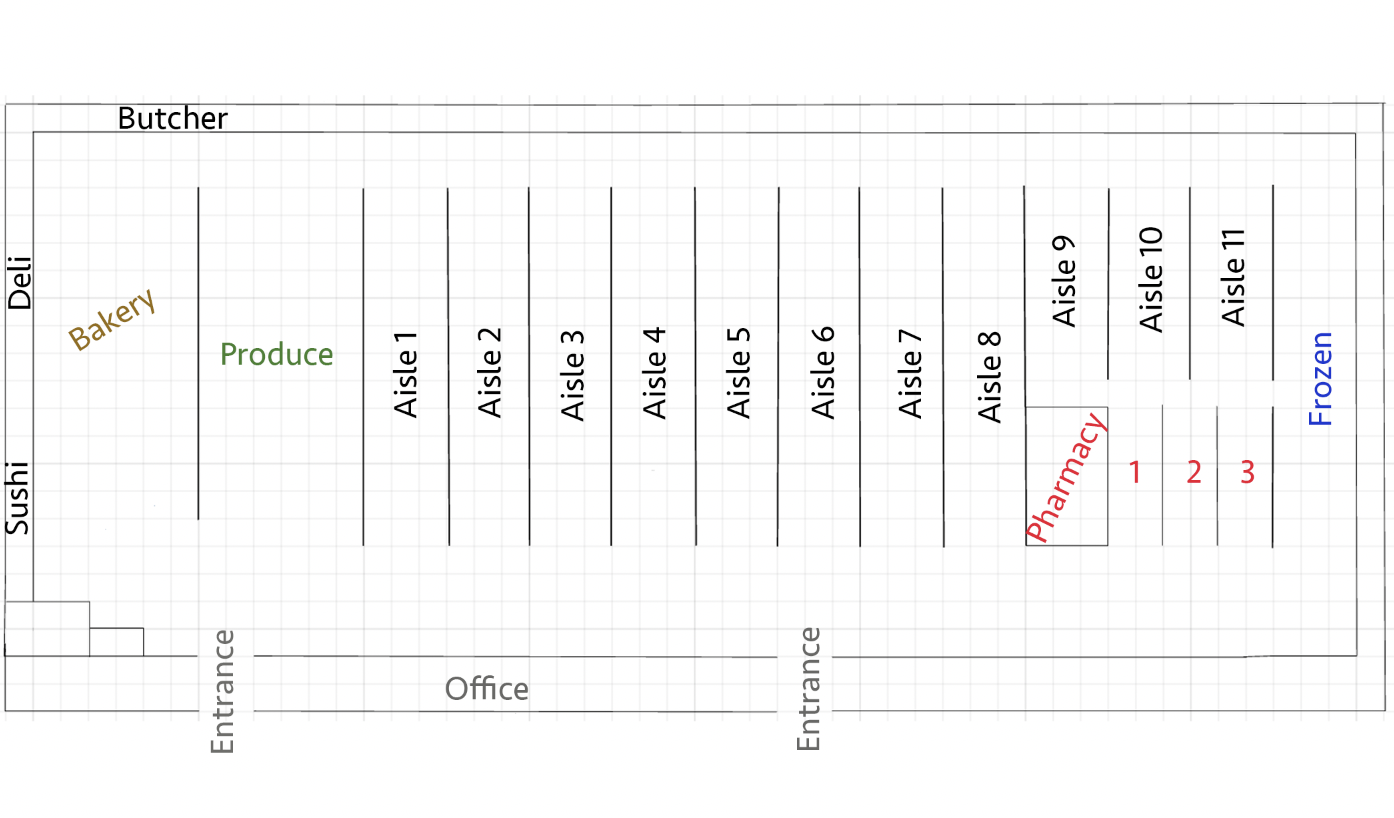 Butcher
Deli
Bakery
Sushi
Produce
Aisle 1
Aisle 2
Aisle 3
Aisle 4
Aisle 5
Aisle 6
Aisle 7
Aisle 8
Aisle 9
Aisle 10
Aisle 11
Pharmacy
1
2
3
Frozen
Entrance
Office
Entrance